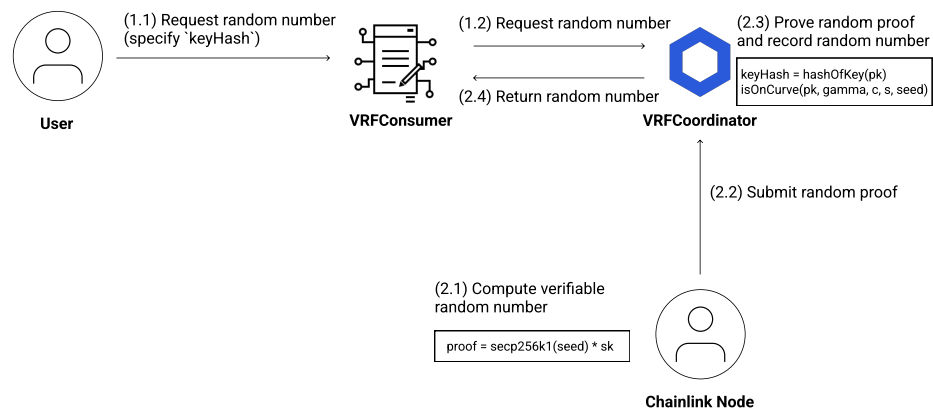 (1.1) Request random number
(specify `keyHash`)
User
VRFConsumer
(1.2) Request random number
(2.4) Return random number
VRFCoordinator
(2.3) Prove random proof
and record random number
keyHash = hashOfKey(pk)
isOnCurve(pk, gamma, c, s, seed)
(2.2) Submit random proof
(2.1) Compute verifiable
random number
proof = secp256k1(seed) * sk
Chainlink Node